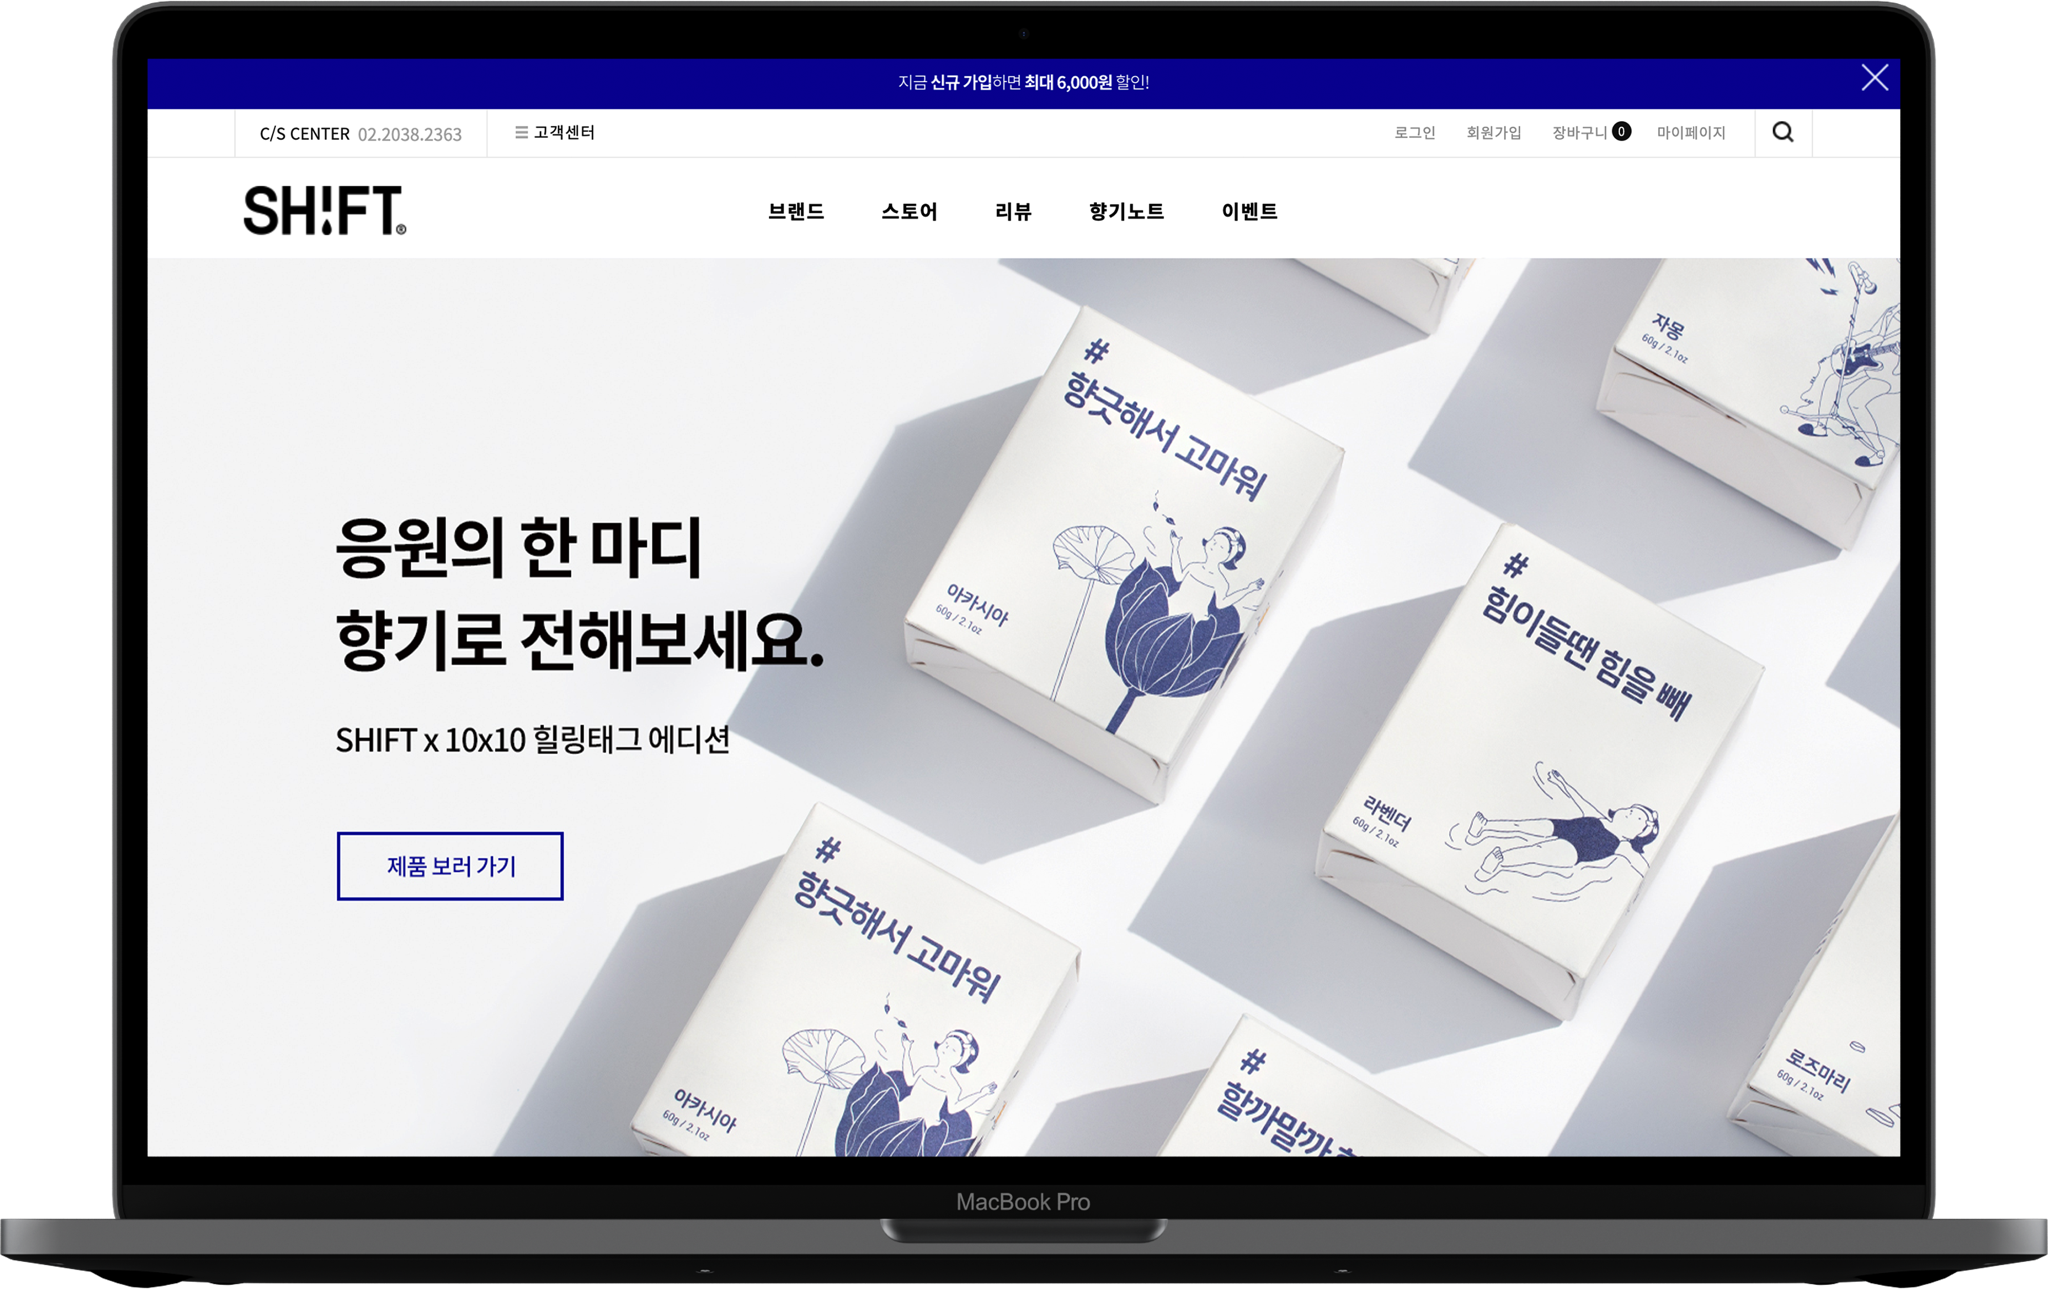 지금 신규 가입하면 최대 6,000원 할인!
C/S CENTER 02.2038.2363
고객센터
로그인 회원가입 장바구니 0 마이페이지
SH!FT®
브랜드 스토어 리뷰 향기노트 이벤트
응원의 한 마디
향기로 전해보세요.
SHIFT x 10x10 힐링태그 에디션
제품 보러 가기
#
향긋해서 고마워
아카시아
60g / 2.1oz
자몽
60g / 2.1oz
#
힘이들땐 힘을 빼
라벤더
60g / 2.1oz
#
향긋해서 고마워
아카시아
60g / 2.1oz
#
할까말까
로즈마리
60g / 2.1oz
MacBook Pro